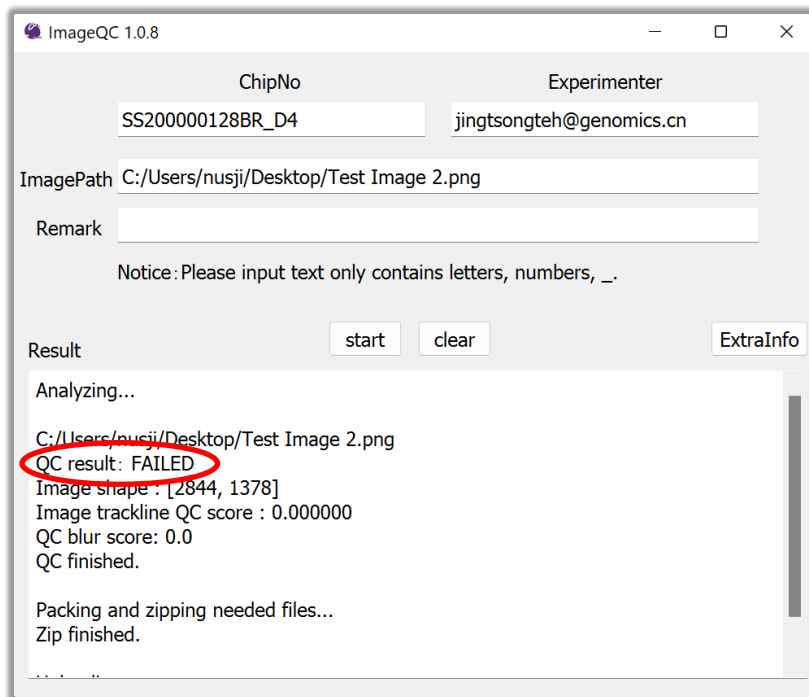 ImageQC 1.0.8
ChipNo Experimenter
SS200000128BR_D4 jingtsongteh@genomics.cn
ImagePath C:/Users/nusji/Desktop/Test Image 2.png
Remark
Notice:Please input text only contains letters, numbers, _.
start clear ExtraInfo
Result
Analyzing...
C:/Users/nusji/Desktop/Test Image 2.png
QC result: FAILED
Image shape : [2844, 1378]
Image trackline QC score : 0.000000
QC blur score: 0.0
QC finished.
Packing and zipping needed files...
Zip finished.